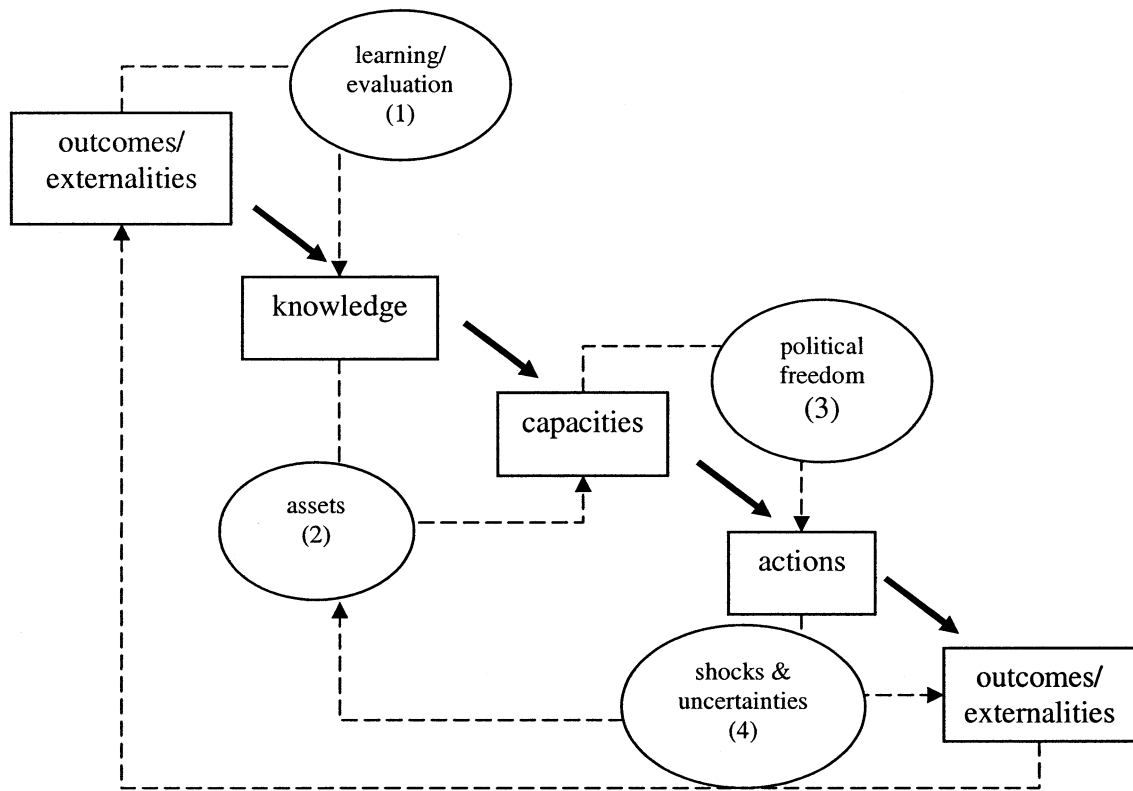 learning/
evaluation
(1)
outcomes/
externalities
knowledge
political
freedom
(3)
capacities
assets
(2)
actions
shocks &
uncertainties
(4)
outcomes/
externalities